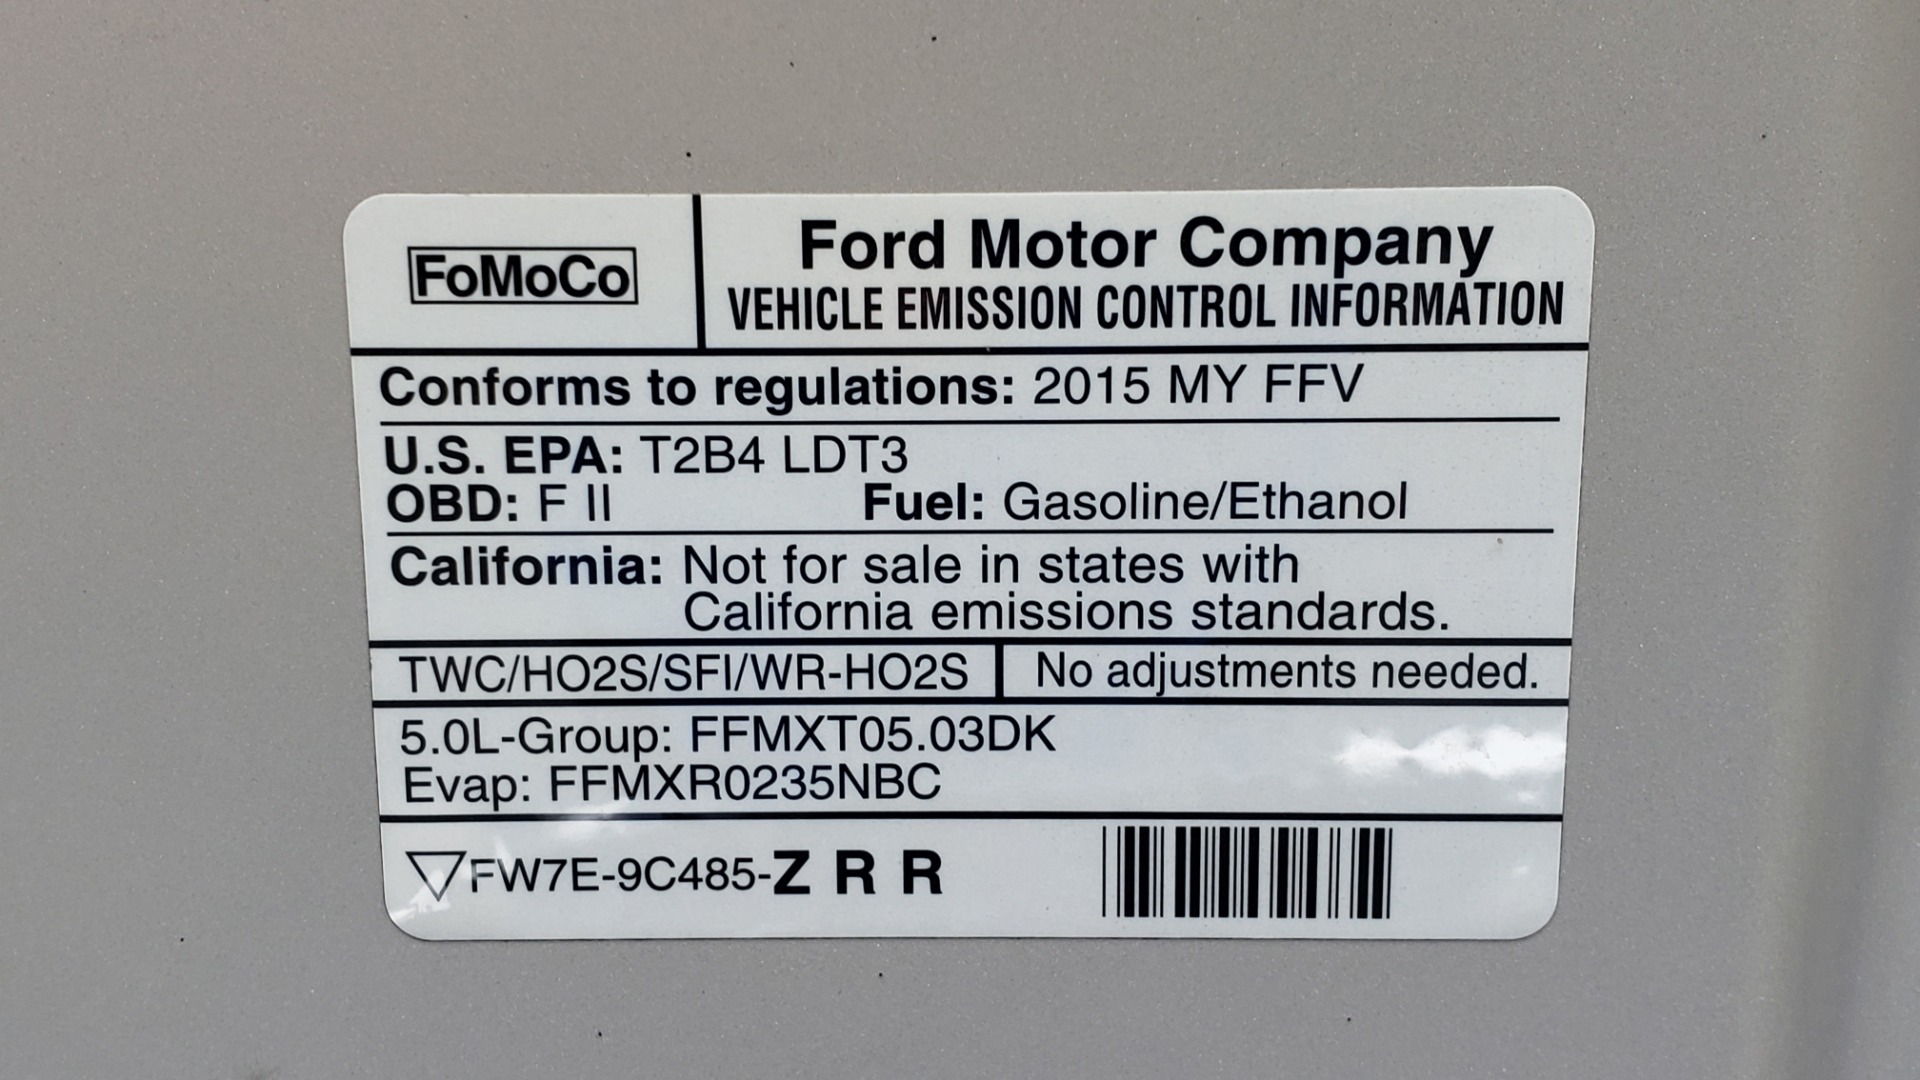 FoMoCo
Ford Motor Company
VEHICLE EMISSION CONTROL INFORMATION
Conforms to regulations: 2015 MY FFV
U.S. EPA: T2B4 LDT3
OBD: F II Fuel: Gasoline/Ethanol
California: Not for sale in states with
California emissions standards.
TWC/HO2S/SFI/WR-HO2S No adjustments needed.
5.0L-Group: FFMXT05.03DK
Evap: FFMXR0235NBC
FW7E-9C485-Z R R